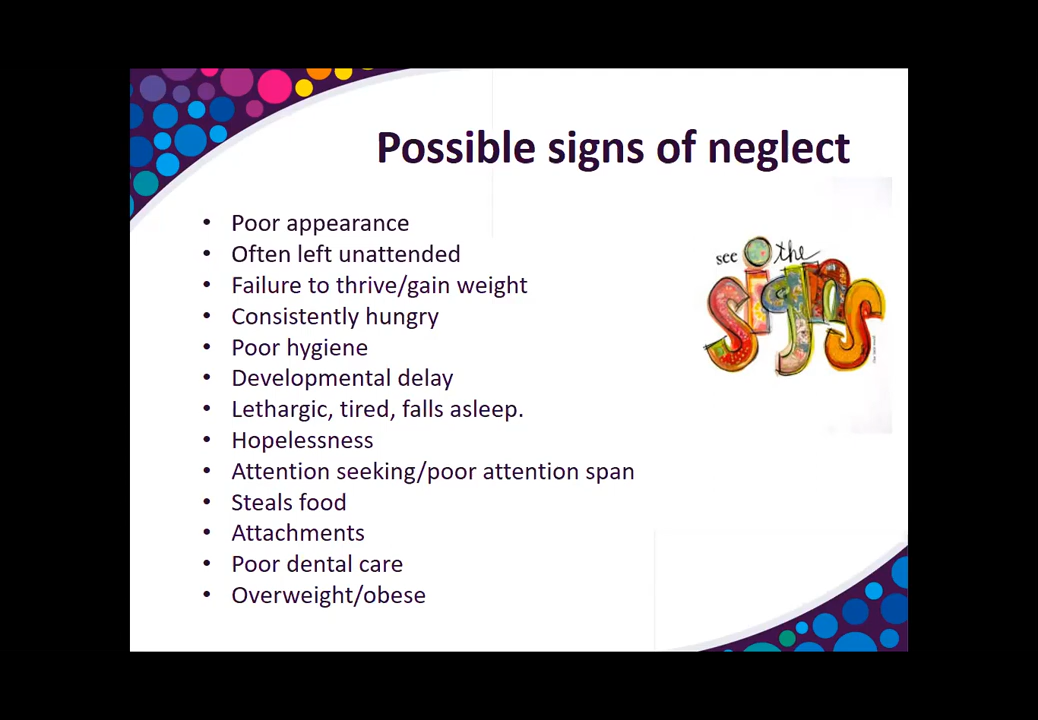 Possible signs of neglect
• Poor appearance
• Often left unattended
• Failure to thrive/gain weight
• Consistently hungry
• Poor hygiene
• Developmental delay
• Lethargic, tired, falls asleep.
• Hopelessness
• Attention seeking/poor attention span
• Steals food
• Attachments
• Poor dental care
• Overweight/obese
see the
signs